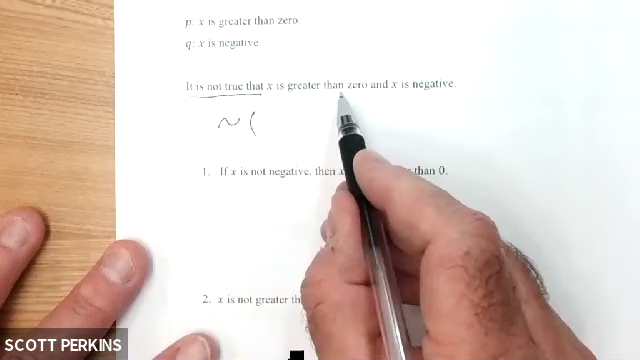 p: x is greater than zero
q: x is negative
It is not true that x is greater than zero and x is negative.
~ (
1. If x is not negative, then x than 0.
2. x is not greater th
SCOTT PERKINS